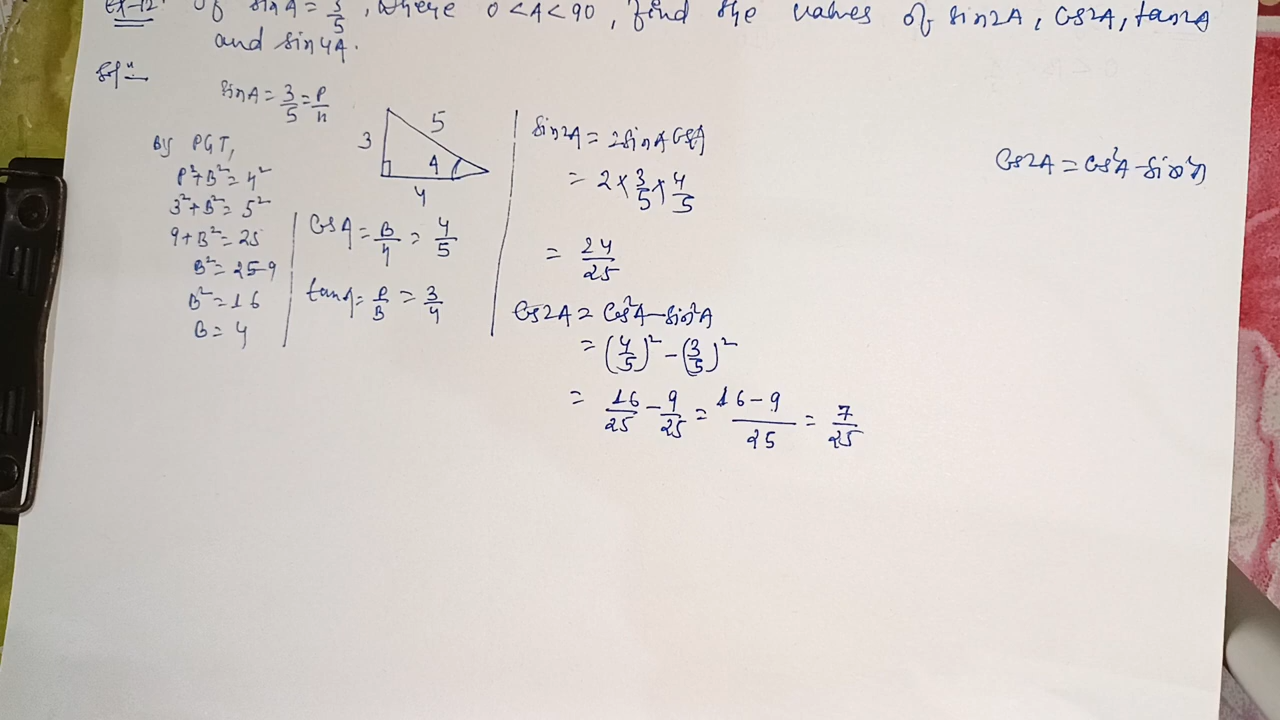 Ex-12. If sinA = 3/5, where 0<A<90, find the values of sin2A, Cos2A, tan2A
and sin4A.
Solⁿ
sinA = 3/5 = P/h
By PGT,
P²+B² = h²
3²+B² = 5²
9+B² = 25
B² = 25-9
B² = 16
B = 4
3
5
A
4
CosA = B/h = 4/5
tanA = P/B = 3/4
Sin2A = 2sinA CosA
= 2 × 3/5 × 4/5
= 24/25
Cos2A = Cos²A - Sin²A
= (4/5)² - (3/5)²
= 16/25 - 9/25 = 16-9/25 = 7/25
Cos2A = Cos²A - Sin²A